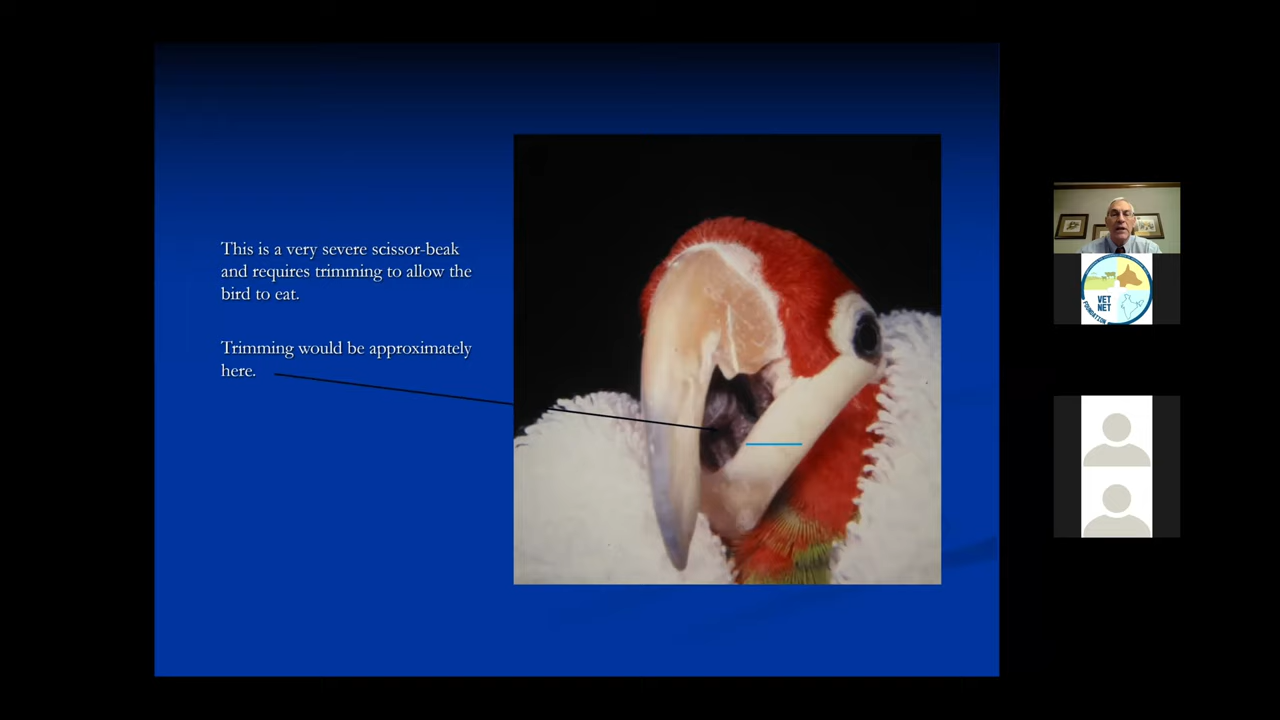 This is a very severe scissor-beak
and requires trimming to allow the
bird to eat.
Trimming would be approximately
here.
VET
NET
FOUNDATION